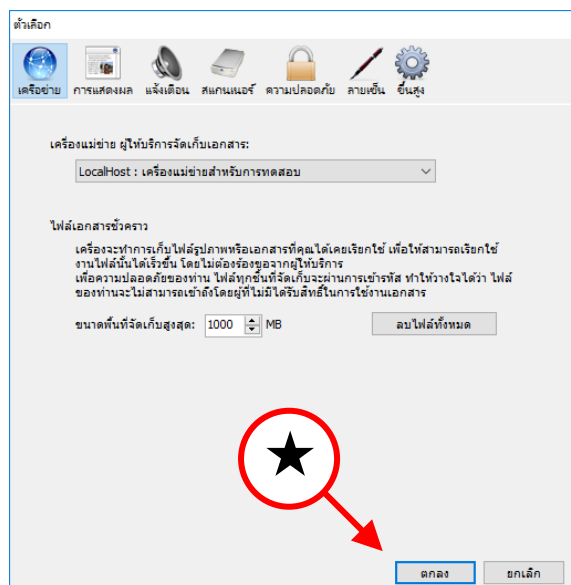 ตัวเลือก
เครือข่าย การแสดงผล แจ้งเตือน สแกนเนอร์ ความปลอดภัย ลายเซ็น ขั้นสูง
เครื่องแม่ข่าย ผู้ให้บริการจัดเก็บเอกสาร:
LocalHost : เครื่องแม่ข่ายสำหรับการทดสอบ
ไฟล์เอกสารชั่วคราว
เครื่องจะทำการเก็บไฟล์รูปภาพหรือเอกสารที่คุณได้เคยเรียกใช้ เพื่อให้สามารถเรียกใช้
งานไฟล์นั้นได้เร็วขึ้น โดยไม่ต้องร้องขอจากผู้ให้บริการ
เพื่อความปลอดภัยของท่าน ไฟล์ทุกชิ้นที่จัดเก็บจะผ่านการเข้ารหัส ทำให้วางใจได้ว่า ไฟล์
ของท่านจะไม่สามารถเข้าถึงโดยผู้ที่ไม่มีได้รับสิทธิ์ในการใช้งานเอกสาร
ขนาดพื้นที่จัดเก็บสูงสุด: 1000 MB ลบไฟล์ทั้งหมด
ตกลง ยกเลิก